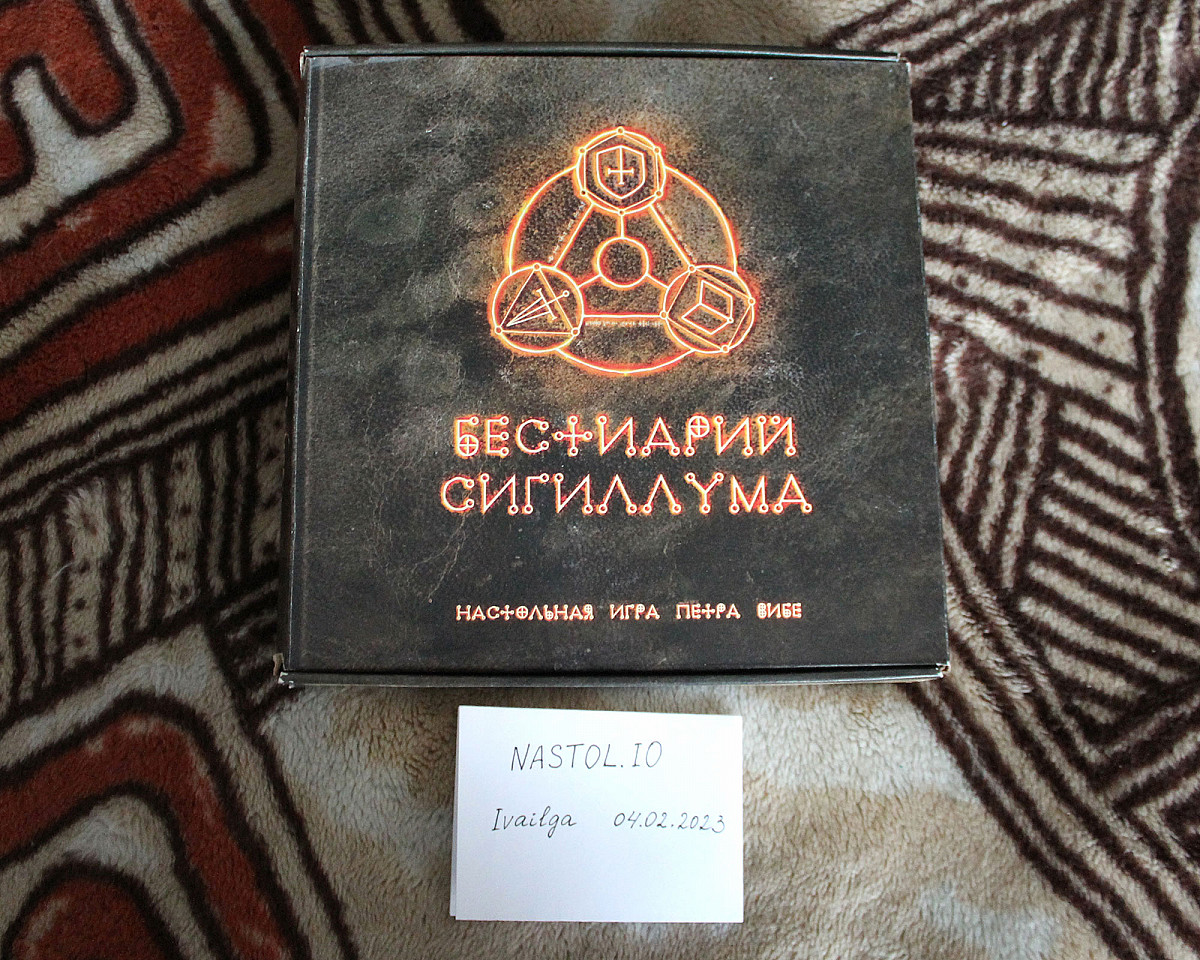 БЕСТИАРИЙ
СИГИЛЛУМА
НАСТОЛЬНАЯ ИГРА ПЕТРА ВИБЕ
NASTOL.IO
Ivailga 04.02.2023